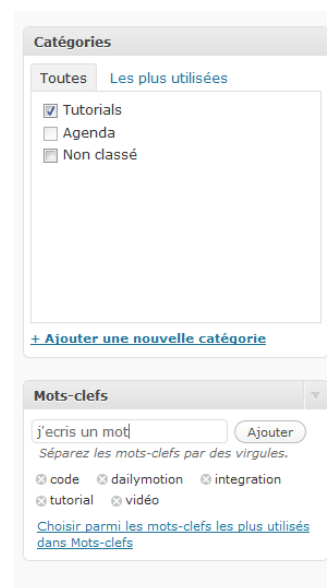 Catégories
Toutes Les plus utilisées
Tutorials
Agenda
Non classé
+ Ajouter une nouvelle catégorie
Mots-clefs
j'ecris un mot Ajouter
Séparez les mots-clefs par des virgules.
code dailymotion integration
tutorial vidéo
Choisir parmi les mots-clefs les plus utilisés
dans Mots-clefs